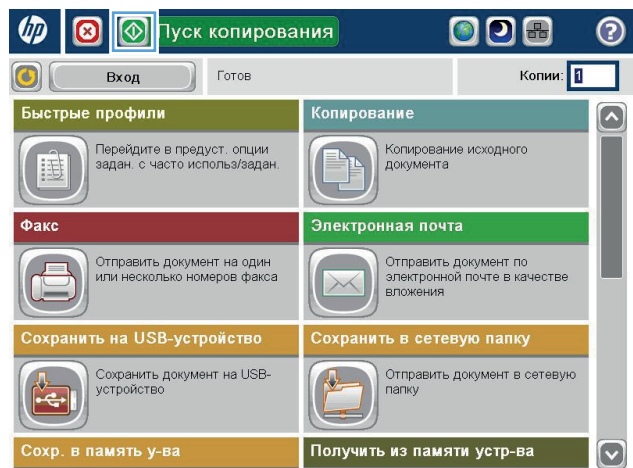 hp
Пуск копирования
?
Вход
Готов
Копии: 1
Быстрые профили
Перейдите в предуст. опции
задан. с часто использ/задан.
Копирование
Копирование исходного
документа
Факс
Отправить документ на один
или несколько номеров факса
Электронная почта
Отправить документ по
электронной почте в качестве
вложения
Сохранить на USB-устройство
Сохранить документ на USB-
устройство
Сохранить в сетевую папку
Отправить документ в сетевую
папку
Сохр. в память у-ва
Получить из памяти устр-ва